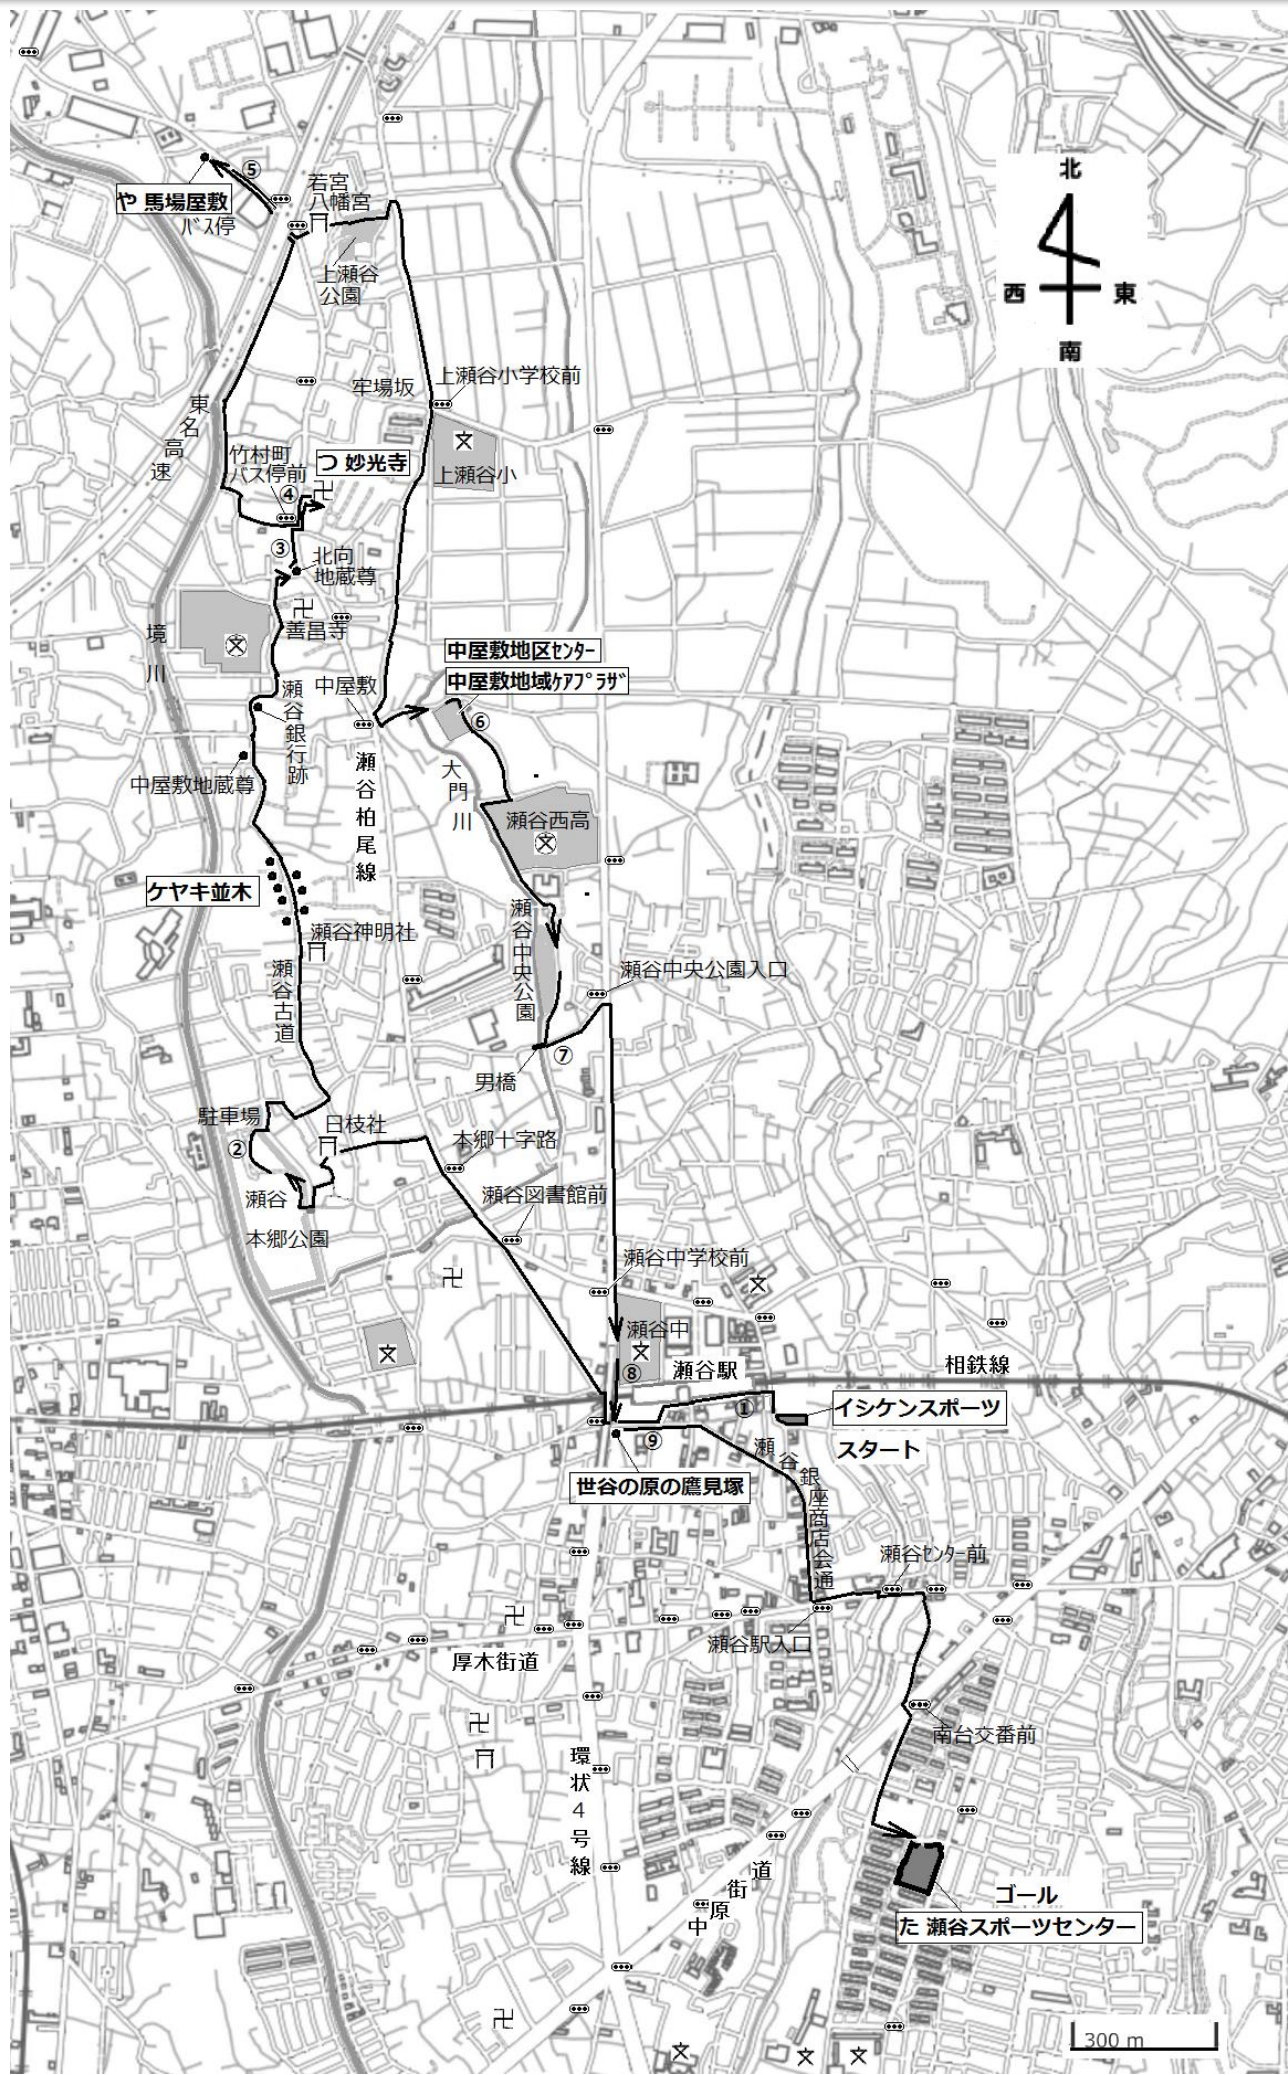 北
西
東
南
⑤
若宮
八幡宮
や 馬場屋敷
バス停
上瀬谷
公園
牢場坂
上瀬谷小学校前
東名高速
竹村町
バス停前
つ 妙光寺
④
上瀬谷小
③
北向
地蔵尊
善昌寺
境川
中屋敷地区センター
中屋敷地域ケアプラザ
瀬谷銀行跡
中屋敷
⑥
中屋敷地蔵尊
瀬谷柏尾線
大門川
瀬谷西高
ケヤキ並木
瀬谷神明社
瀬谷中央公園
瀬谷古道
瀬谷中央公園入口
⑦
男橋
駐車場
日枝社
②
本郷十字路
瀬谷
本郷公園
瀬谷図書館前
瀬谷中学校前
瀬谷中
⑧
瀬谷駅
相鉄線
①
イシケンスポーツ
スタート
⑨
世谷の原の鷹見塚
瀬谷銀座商店会通
瀬谷センター前
瀬谷駅入口
厚木街道
南台交番前
環状4号線
中原街道
ゴール
た 瀬谷スポーツセンター
300 m